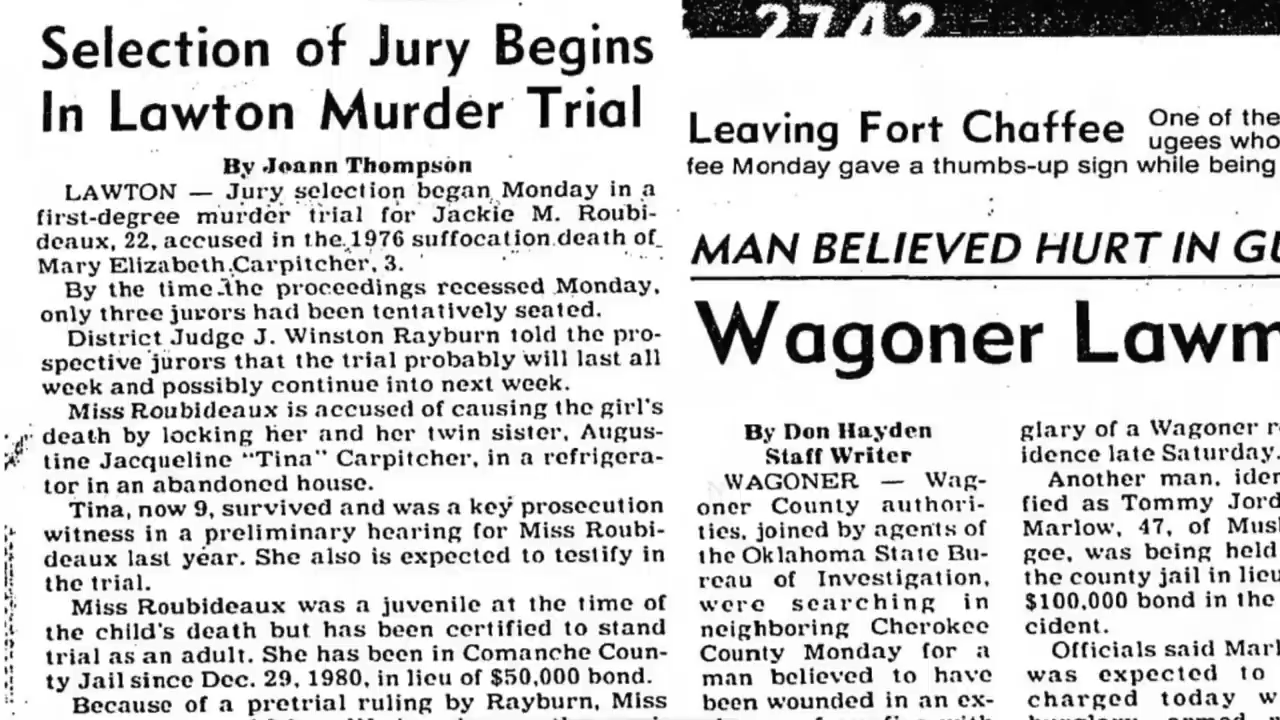 Selection of Jury Begins
In Lawton Murder Trial
By Joann Thompson
LAWTON — Jury selection began Monday in a
first-degree murder trial for Jackie M. Roubi-
deaux, 22, accused in the 1976 suffocation death of
Mary Elizabeth Carpitcher, 3.
By the time the proceedings recessed Monday,
only three jurors had been tentatively seated.
District Judge J. Winston Rayburn told the pro-
spective jurors that the trial probably will last all
week and possibly continue into next week.
Miss Roubideaux is accused of causing the girl's
death by locking her and her twin sister, Augus-
tine Jacqueline "Tina" Carpitcher, in a refrigera-
tor in an abandoned house.
Tina, now 9, survived and was a key prosecution
witness in a preliminary hearing for Miss Roubi-
deaux last year. She also is expected to testify in
the trial.
Miss Roubideaux was a juvenile at the time of
the child's death but has been certified to stand
trial as an adult. She has been in Comanche Coun-
ty Jail since Dec. 29, 1980, in lieu of $50,000 bond.
Because of a pretrial ruling by Rayburn, Miss
2742
Leaving Fort Chaffee
One of the
ugees who
fee Monday gave a thumbs-up sign while being
MAN BELIEVED HURT IN GU
Wagoner Lawm
By Don Hayden
Staff Writer
WAGONER — Wag-
oner County authori-
ties, joined by agents of
the Oklahoma State Bu-
reau of Investigation,
were searching in
neighboring Cherokee
County Monday for a
man believed to have
been wounded in an ex-
glary of a Wagoner r
idence late Saturday.
Another man, iden
fied as Tommy Jord
Marlow, 47, of Mus
gee, was being held
the county jail in lieu
$100,000 bond in the
cident.
Officials said Marl
was expected to
charged today w